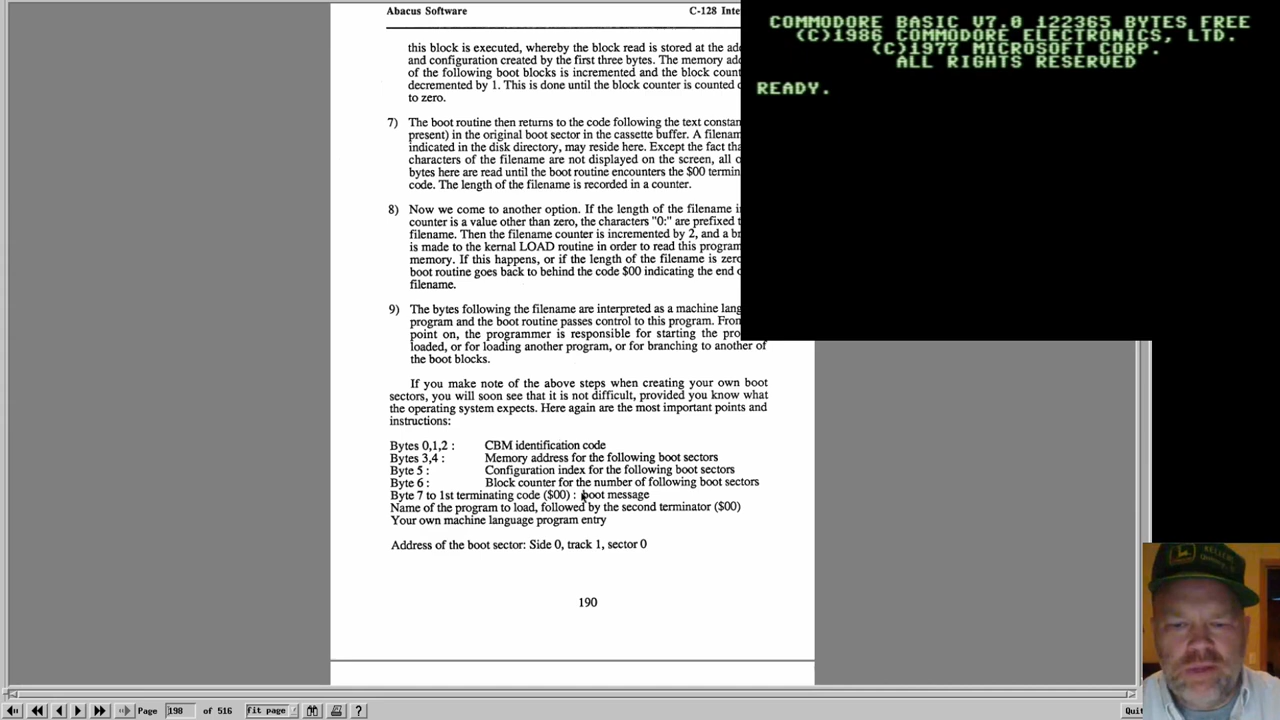 Abacus Software
C-128 Inte
this block is executed, whereby the block read is stored at the ad
and configuration created by the first three bytes. The memory ad
of the following boot blocks is incremented and the block coun
decremented by 1. This is done until the block counter is counted
to zero.
7) The boot routine then returns to the code following the text constan
present) in the original boot sector in the cassette buffer. A filenam
indicated in the disk directory, may reside here. Except the fact tha
characters of the filename are not displayed on the screen, all
bytes here are read until the boot routine encounters the $00 termin
code. The length of the filename is recorded in a counter.
8) Now we come to another option. If the length of the filename i
counter is a value other than zero, the characters "0:" are prefixed
filename. Then the filename counter is incremented by 2, and a b
is made to the kernal LOAD routine in order to read this program
memory. If this happens, or if the length of the filename is zero
boot routine goes back to behind the code $00 indicating the end
filename.
9) The bytes following the filename are interpreted as a machine lang
program and the boot routine passes control to this program. From
point on, the programmer is responsible for starting the pro
loaded, or for loading another program, or for branching to another of
the boot blocks.
If you make note of the above steps when creating your own boot
sectors, you will soon see that it is not difficult, provided you know what
the operating system expects. Here again are the most important points and
instructions:
Bytes 0,1,2 : CBM identification code
Bytes 3,4 : Memory address for the following boot sectors
Byte 5 : Configuration index for the following boot sectors
Byte 6 : Block counter for the number of following boot sectors
Byte 7 to 1st terminating code ($00) : boot message
Name of the program to load, followed by the second terminator ($00)
Your own machine language program entry
Address of the boot sector: Side 0, track 1, sector 0
190
COMMODORE BASIC V7.0 122365 BYTES FREE
(C)1986 COMMODORE ELECTRONICS, LTD.
(C)1977 MICROSOFT CORP.
ALL RIGHTS RESERVED
READY.
Page 198 of 516 fit page ? Quit